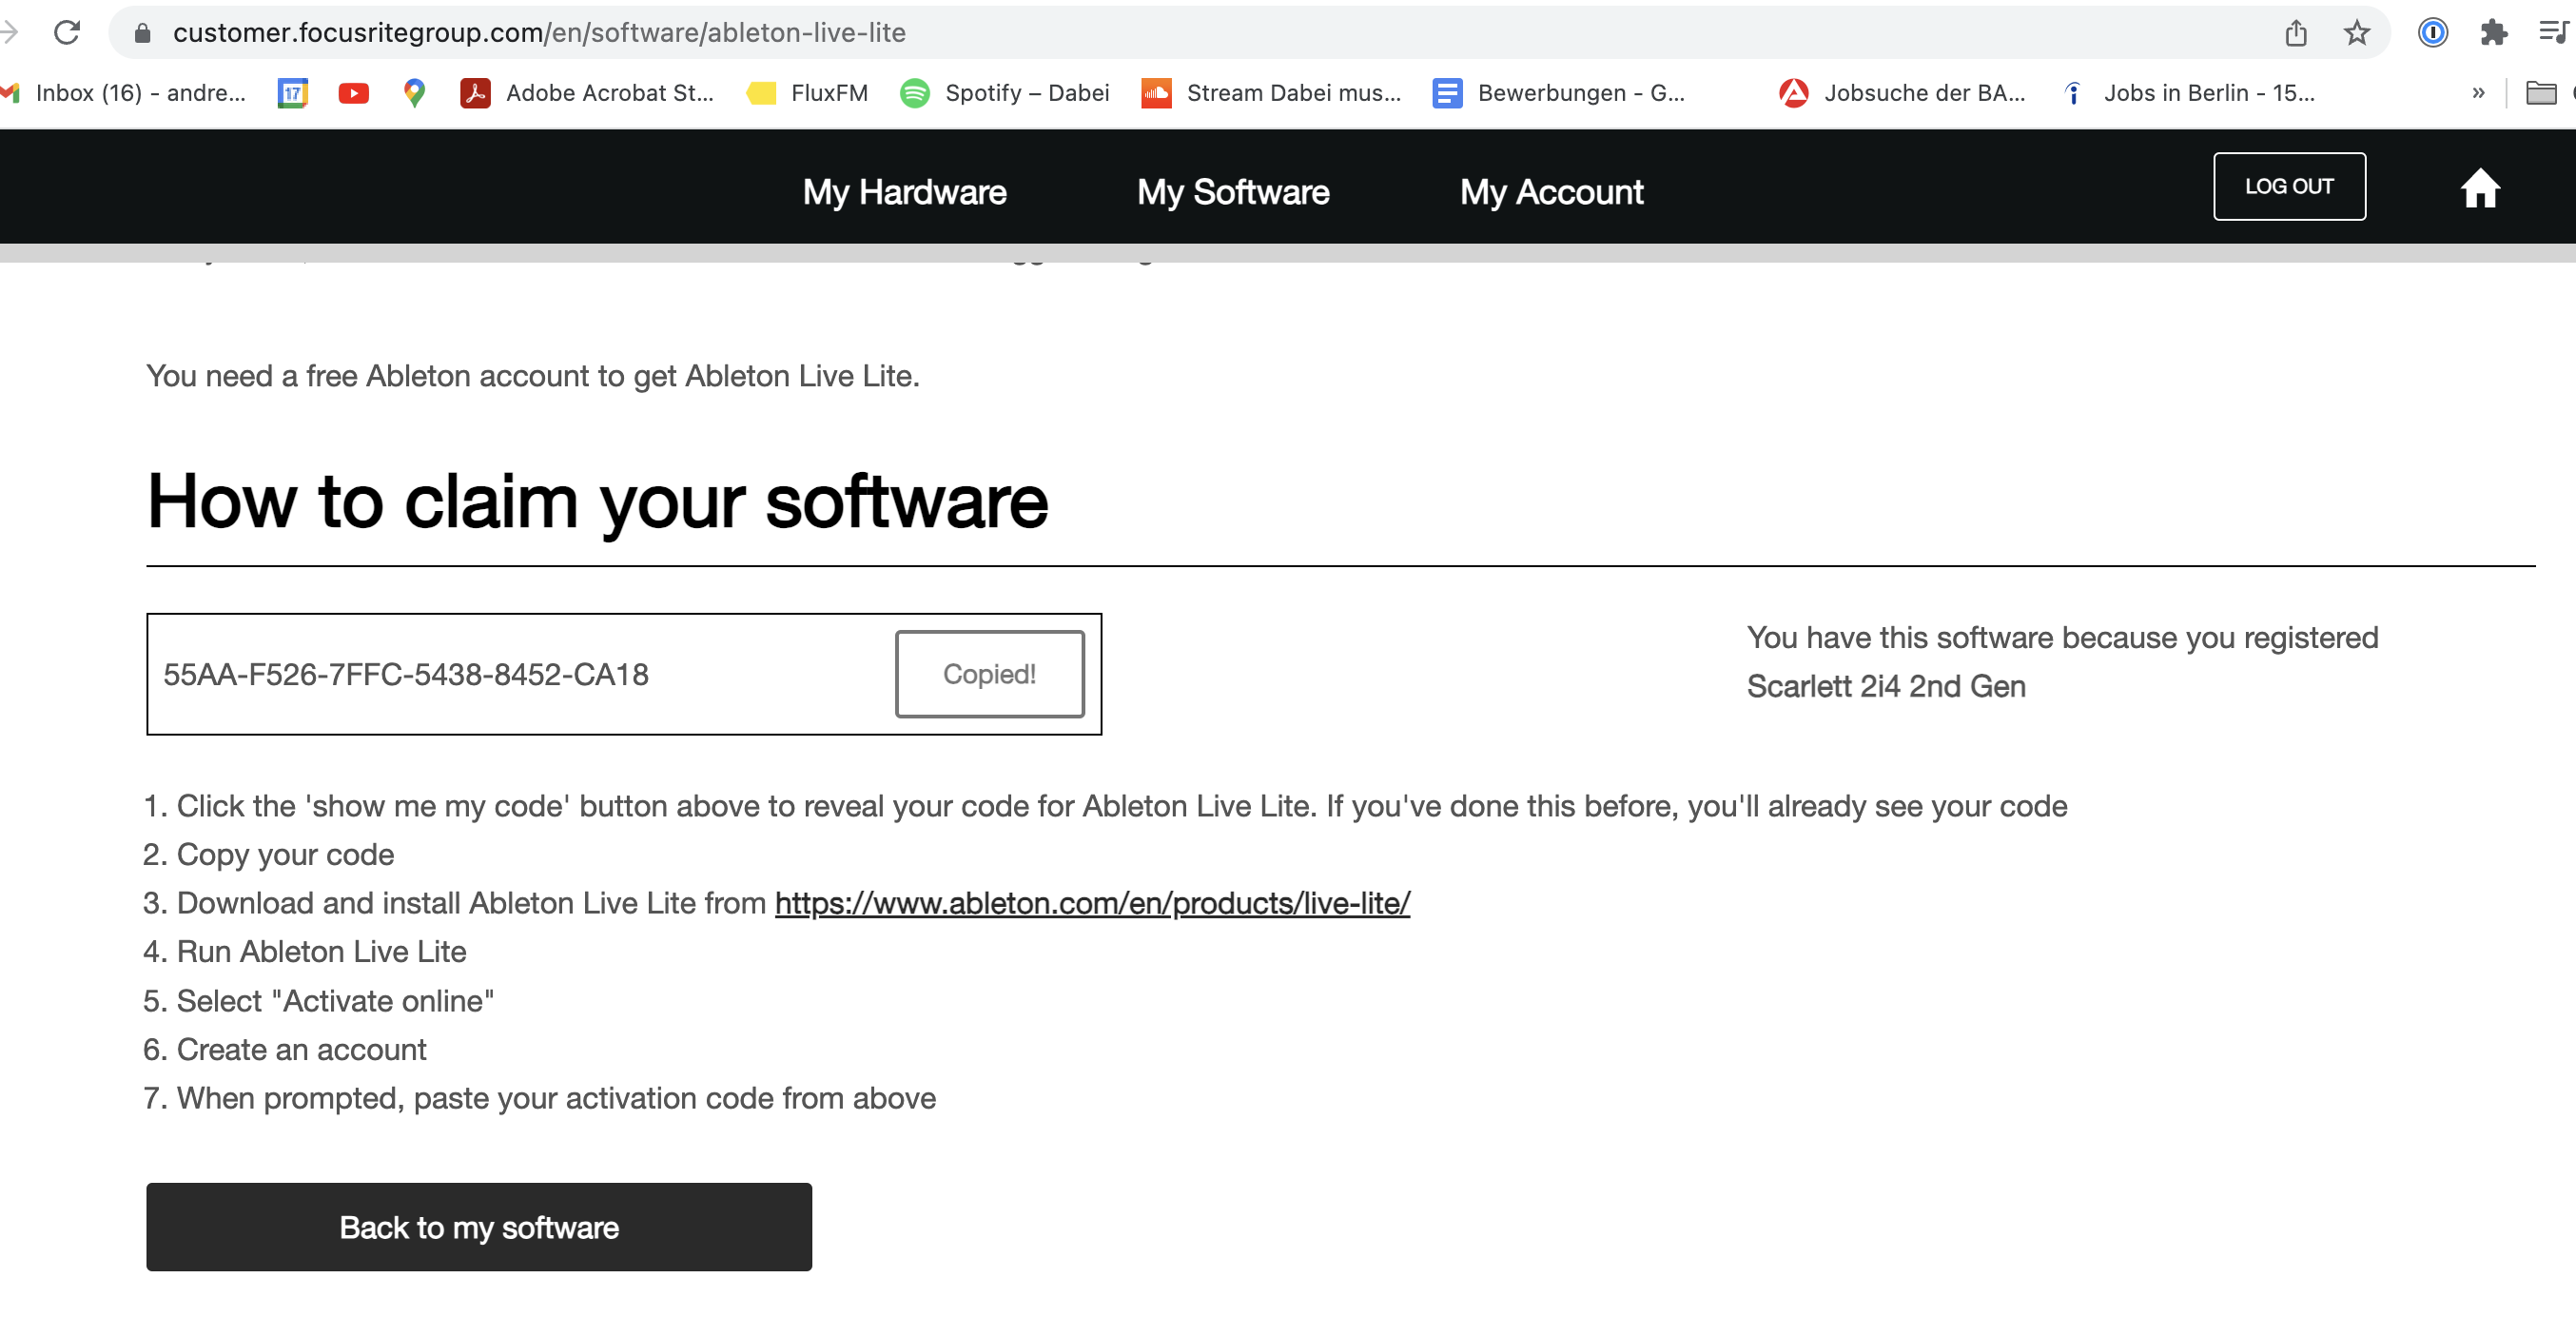 customer.focusritegroup.com/en/software/ableton-live-lite
Inbox (16) - andre... 17 Adobe Acrobat St... FluxFM Spotify – Dabei Stream Dabei mus... Bewerbungen - G... Jobsuche der BA... Jobs in Berlin - 15... »
My Hardware My Software My Account LOG OUT
You need a free Ableton account to get Ableton Live Lite.
How to claim your software
55AA-F526-7FFC-5438-8452-CA18 Copied!
You have this software because you registered
Scarlett 2i4 2nd Gen
1. Click the 'show me my code' button above to reveal your code for Ableton Live Lite. If you've done this before, you'll already see your code
2. Copy your code
3. Download and install Ableton Live Lite from https://www.ableton.com/en/products/live-lite/
4. Run Ableton Live Lite
5. Select "Activate online"
6. Create an account
7. When prompted, paste your activation code from above
Back to my software